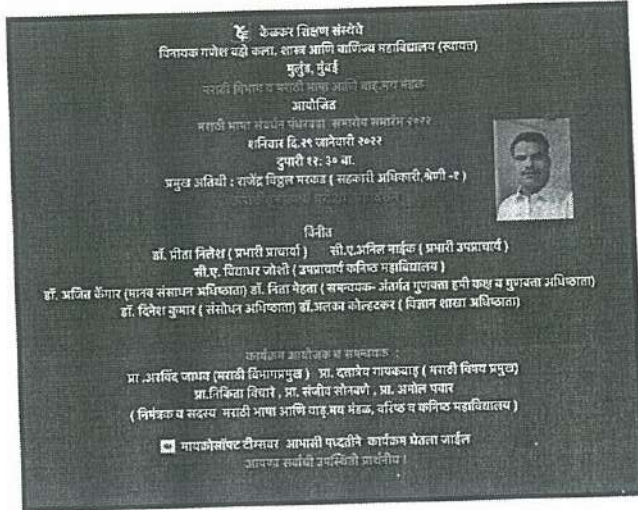 केळकर शिक्षण संस्थेचे
विनायक गणेश वझे कला, शास्त्र आणि वाणिज्य महाविद्यालय (स्वायत)
मुलुंड, मुंबई
मराठी विभाग व मराठी भाषा आणि वाड्.मय मंडळ
आयोजित
मराठी भाषा संवर्धन पंधरवडा समारोप समारंभ २०२२
शनिवार दि.२९ जानेवारी २०२२
दुपारी १२: ३० वा.
प्रमुख अतिथी : राजेंद्र विठ्ठल मरकड ( सहकारी अधिकारी,श्रेणी -१ )
विनीत
डॉ. प्रीता निलेश ( प्रभारी प्राचार्या ) सी.ए.अनिल नाईक ( प्रभारी उपप्राचार्य )
सी.ए. विद्याधर जोशी ( उपप्राचार्य कनिष्ठ महाविद्यालय )
डॉ. अजित केंगार (मानव संसाधन अधिष्ठाता) डॉ. निता मेहता ( समन्वयक- अंतर्गत गुणवत्ता हमी कक्ष व गुणवत्ता अधिष्ठाता)
डॉ. दिनेश कुमार ( संसोधन अधिष्ठाता) डॉ.अलका कोल्हटकर ( विज्ञान शाखा अधिष्ठाता)
कार्यक्रम आयोजक व समन्वयक :
प्रा .अरविंद जाधव (मराठी विभागप्रमुख ) प्रा. दत्तात्रेय गायकवाड ( मराठी विषय प्रमुख)
प्रा.निकिता विचारे , प्रा. संजीव सोनवणे , प्रा. अमोल पवार
( निमंत्रक व सदस्य मराठी भाषा आणि वाड्.मय मंडळ, वरिष्ठ व कनिष्ठ महाविद्यालय )
मायक्रोसॉफ्ट टीम्सवर आभासी पध्दतीने कार्यक्रम घेतला जाईल
आपणा सर्वांची उपस्थिती प्रार्थनीय !